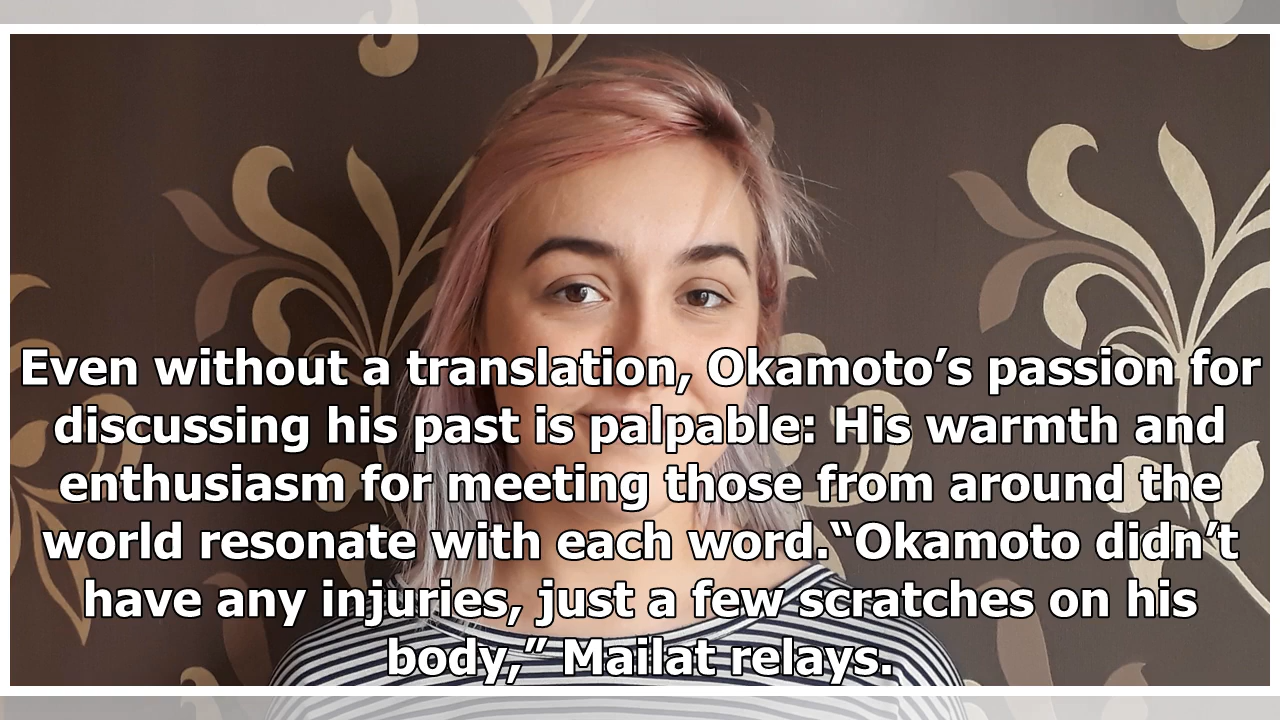 Even without a translation, Okamoto’s passion for
discussing his past is palpable: His warmth and
enthusiasm for meeting those from around the
world resonate with each word.“Okamoto didn’t
have any injuries, just a few scratches on his
body,” Mailat relays.